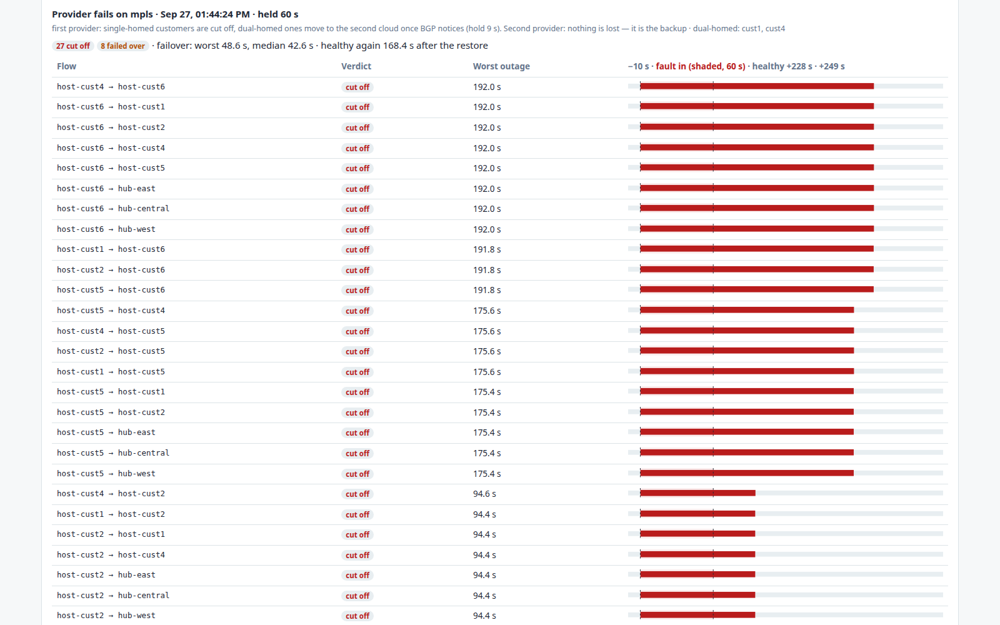 Provider fails on mpls · Sep 27, 01:44:24 PM · held 60 s
first provider: single-homed customers are cut off, dual-homed ones move to the second cloud once BGP notices (hold 9 s). Second provider: nothing is lost — it is the backup · dual-homed: cust1, cust4
27 cut off 8 failed over · failover: worst 48.6 s, median 42.6 s · healthy again 168.4 s after the restore
Flow Verdict Worst outage −10 s · fault in (shaded, 60 s) · healthy +228 s · +249 s
host-cust4 → host-cust6 cut off 192.0 s
host-cust6 → host-cust1 cut off 192.0 s
host-cust6 → host-cust2 cut off 192.0 s
host-cust6 → host-cust4 cut off 192.0 s
host-cust6 → host-cust5 cut off 192.0 s
host-cust6 → hub-east cut off 192.0 s
host-cust6 → hub-central cut off 192.0 s
host-cust6 → hub-west cut off 192.0 s
host-cust1 → host-cust6 cut off 191.8 s
host-cust2 → host-cust6 cut off 191.8 s
host-cust5 → host-cust6 cut off 191.8 s
host-cust5 → host-cust4 cut off 175.6 s
host-cust4 → host-cust5 cut off 175.6 s
host-cust2 → host-cust5 cut off 175.6 s
host-cust1 → host-cust5 cut off 175.6 s
host-cust5 → host-cust1 cut off 175.4 s
host-cust5 → host-cust2 cut off 175.4 s
host-cust5 → hub-east cut off 175.4 s
host-cust5 → hub-central cut off 175.4 s
host-cust5 → hub-west cut off 175.4 s
host-cust4 → host-cust2 cut off 94.6 s
host-cust1 → host-cust2 cut off 94.4 s
host-cust2 → host-cust1 cut off 94.4 s
host-cust2 → host-cust4 cut off 94.4 s
host-cust2 → hub-east cut off 94.4 s
host-cust2 → hub-central cut off 94.4 s
host-cust2 → hub-west cut off 94.4 s